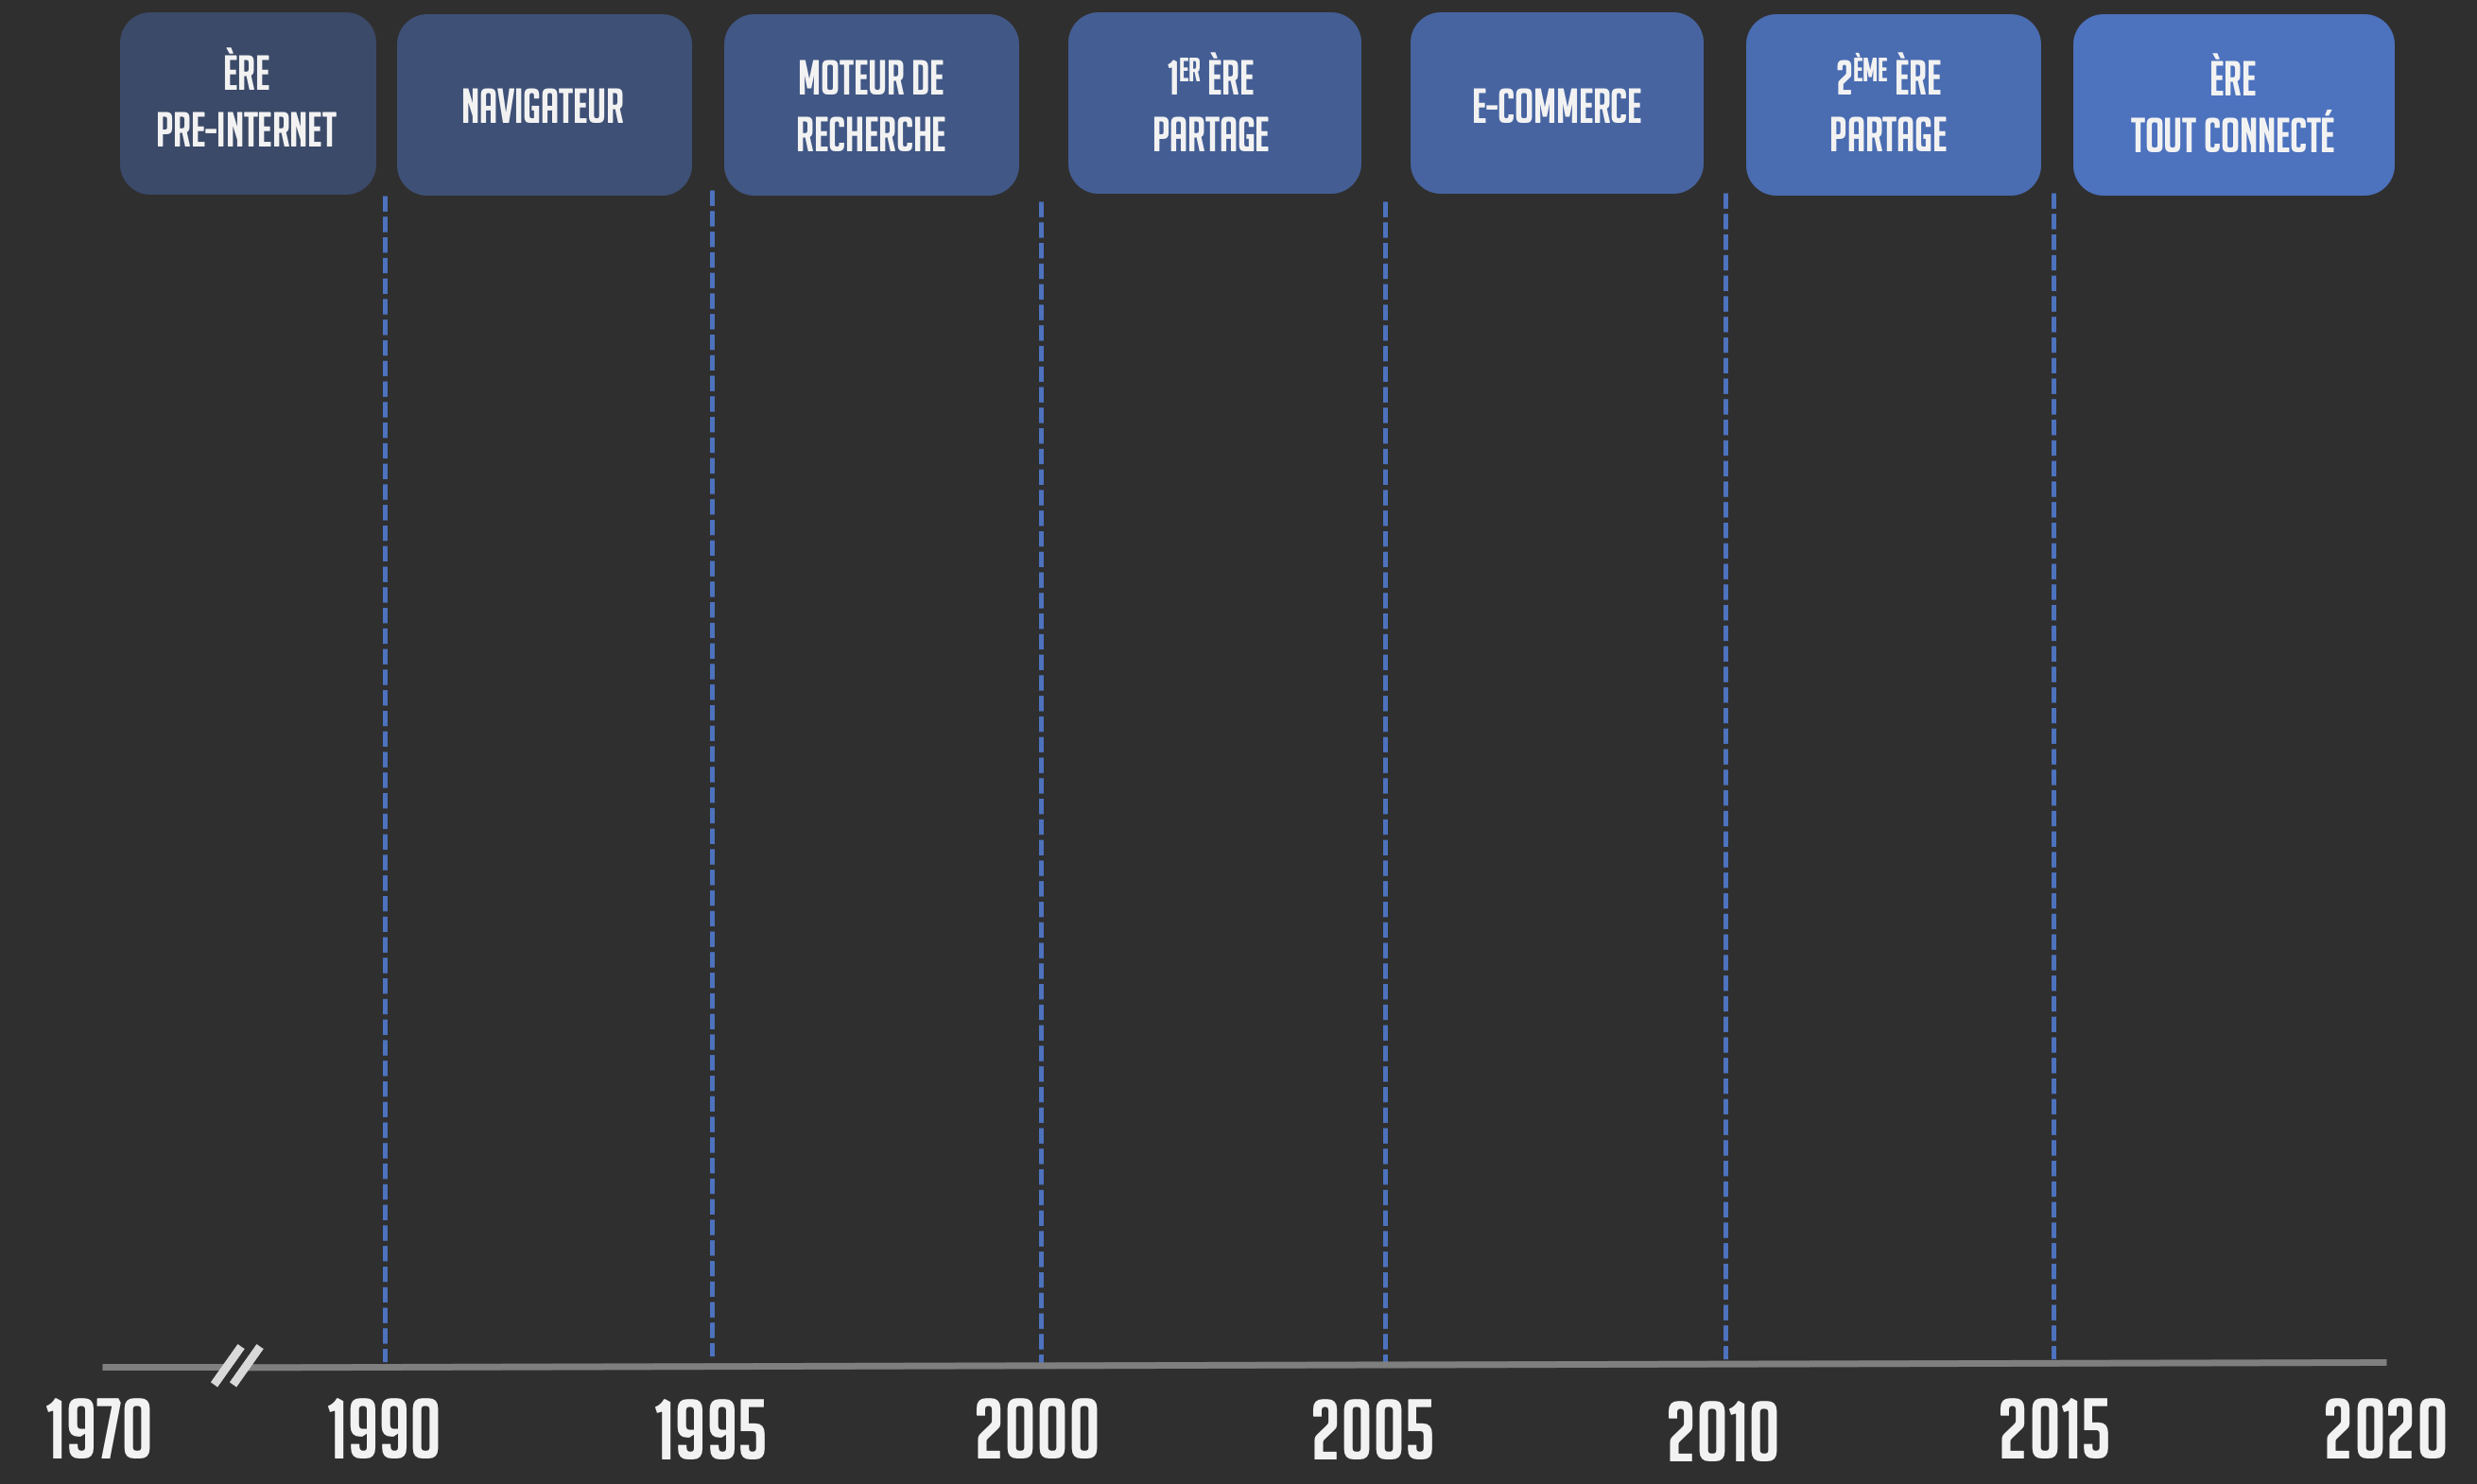 ÈRE
PRE-INTERNET
NAVIGATEUR
MOTEUR DE
RECHERCHE
1ER ÈRE
PARTAGE
E-COMMERCE
2ÈME ÈRE
PARTAGE
ÈRE
TOUT CONNECTÉ
1970
1990
1995
2000
2005
2010
2015
2020